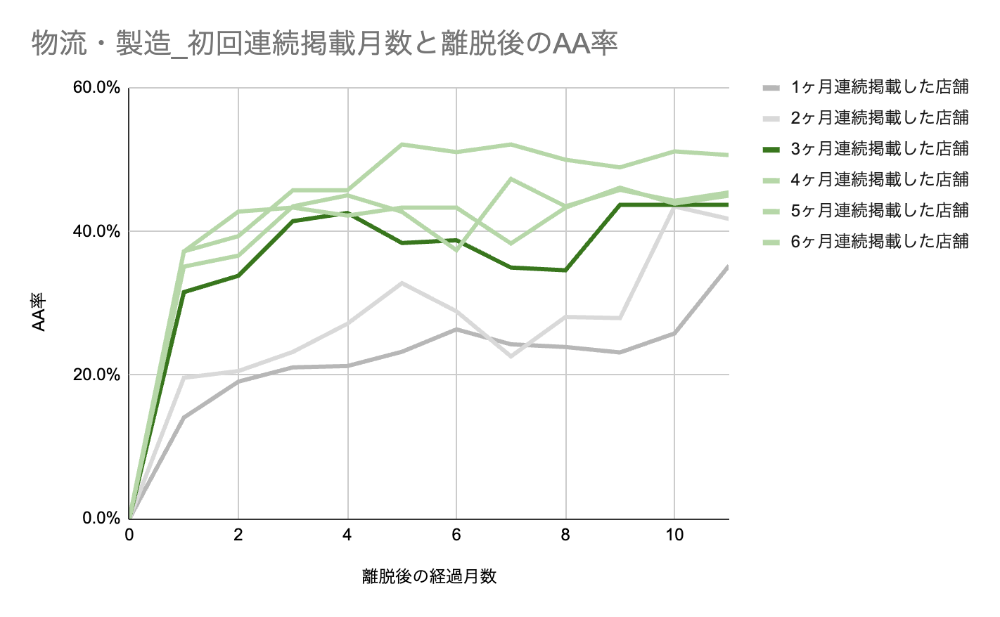 物流・製造_初回連続掲載月数と離脱後のAA率
60.0%
40.0%
20.0%
0.0%
AA率
0
2
4
6
8
10
離脱後の経過月数
1ヶ月連続掲載した店舗
2ヶ月連続掲載した店舗
3ヶ月連続掲載した店舗
4ヶ月連続掲載した店舗
5ヶ月連続掲載した店舗
6ヶ月連続掲載した店舗